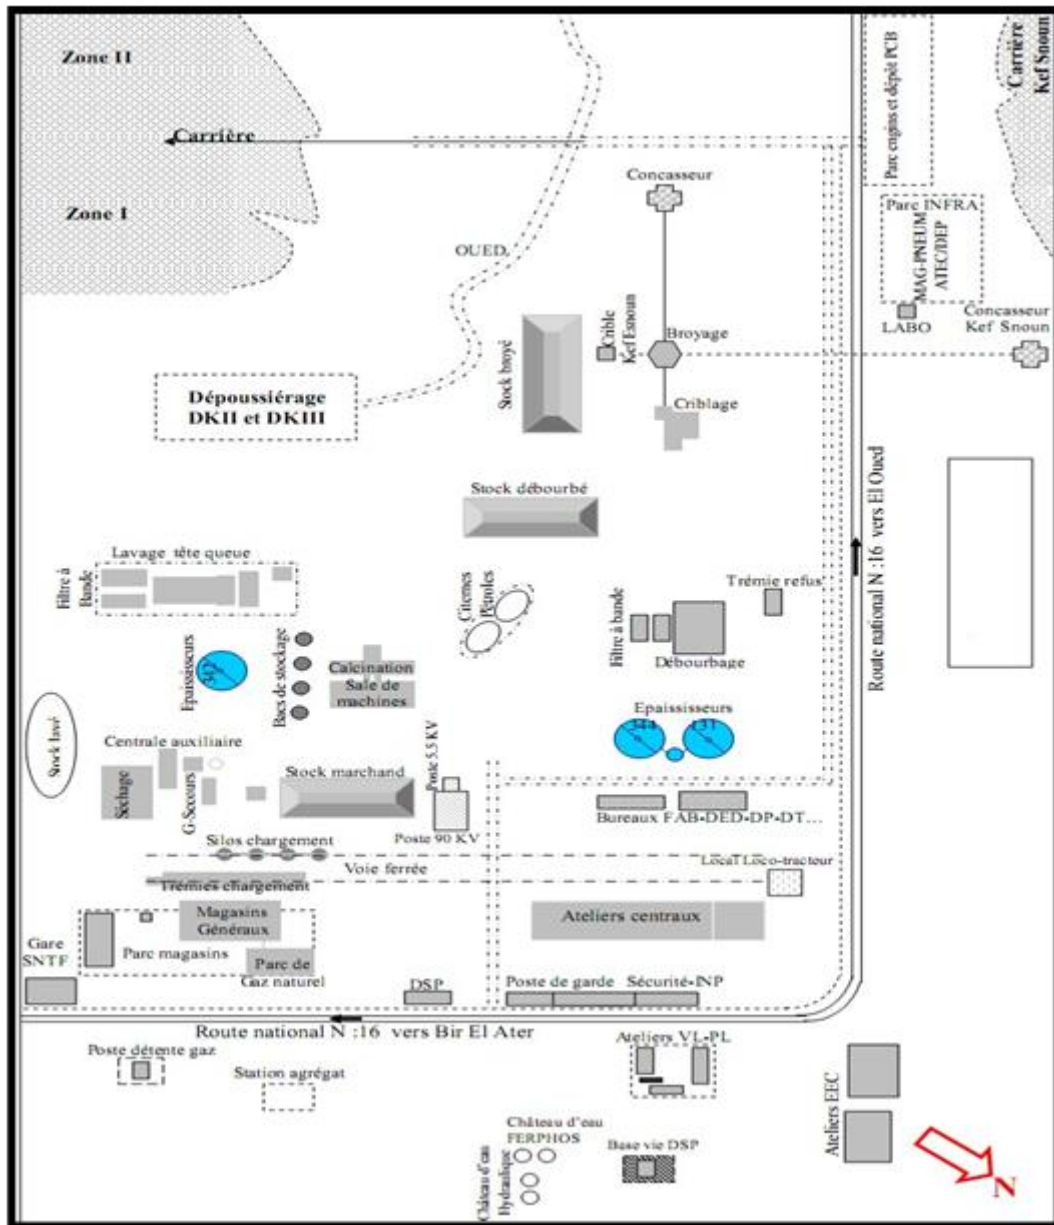 Zone II
Carrière
Zone I
OUED
Concasseur
Parc engins et dépôt PCB
Carrière
Kef Snoun
Parc INFRA
MAG-PNEUM
ATEC/DEP
LABO
Concasseur
Kef Snoun
Stock broyé
Crible
Kef Esnoun
Broyage
Criblage
Dépoussiérage
DKII et DKIII
Stock débourbé
Route national N :16 vers El Oued
Lavage tête queue
Filtre à
Bande
Citernes
Pétroles
Trémie refus
Filtre à bande
Débourbage
Epaississeurs
342
Bacs de stockage
Calcination
Sale de
machines
Epaississeurs
344
131
Stock lavé
Centrale auxiliaire
Séchage
G-Secours
Stock marchand
Poste 5.5 KV
Poste 90 KV
Bureaux FAB-DED-DP-DT…
Silos chargement
Voie ferrée
Local Loco-tracteur
Trémies chargement
Magasins
Généraux
Ateliers centraux
Gare
SNTF
Parc magasins
Parc de
Gaz naturel
DSP
Poste de garde
Sécurité-INP
Route national N :16 vers Bir El Ater
Poste détente gaz
Station agrégat
Ateliers VL-PL
Ateliers EEC
Château d'eau
FERPHOS
Château d'eau
Hydraulique
Base vie DSP
N